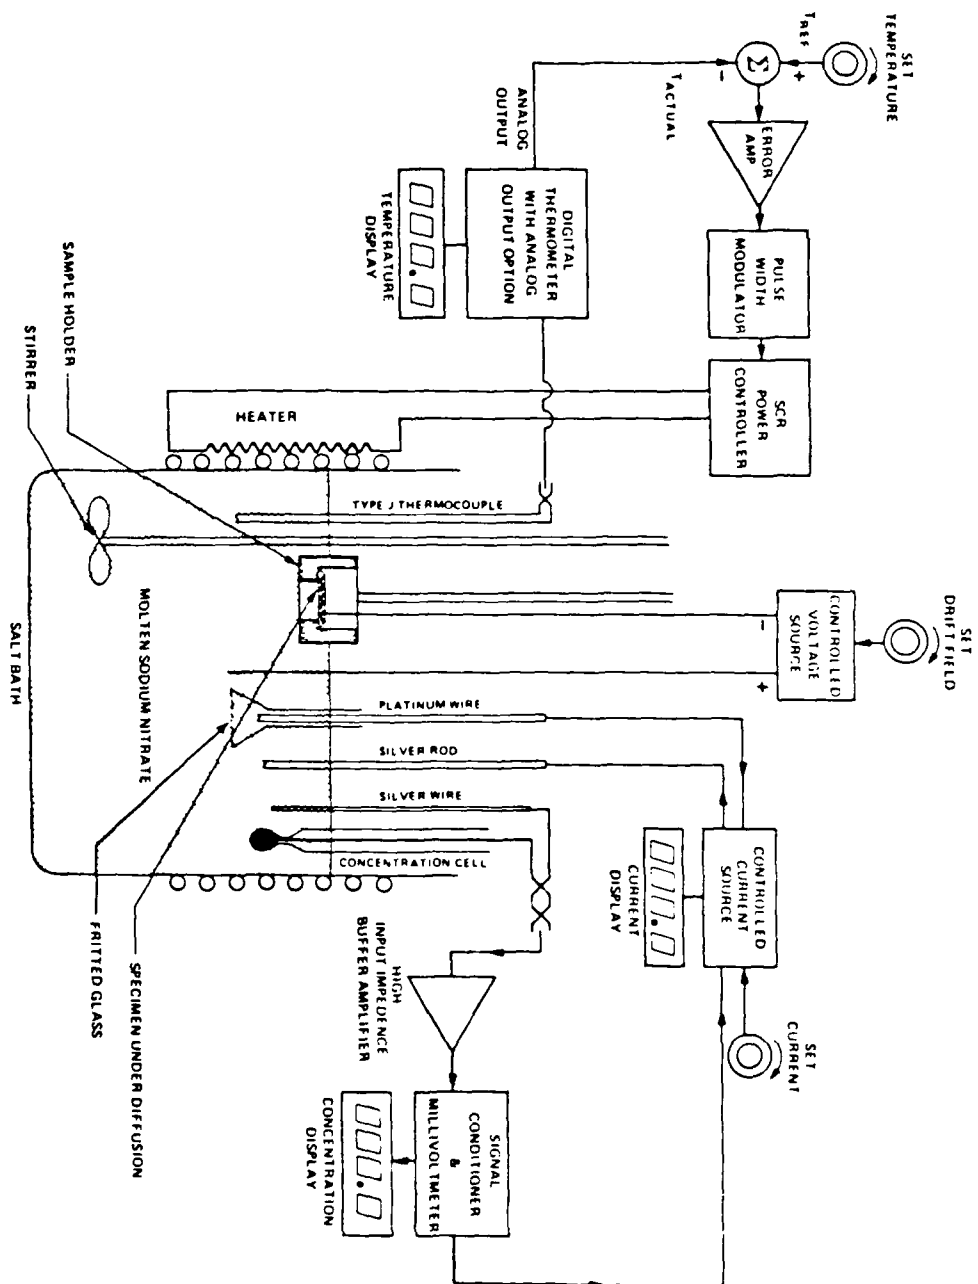 SET
TEMPERATURE
T REF
+
Σ
-
T ACTUAL
ERROR
AMP
PULSE
WIDTH
MODULATOR
SCR
POWER
CONTROLLER
ANALOG
OUTPUT
DIGITAL
THERMOMETER
WITH ANALOG
OUTPUT OPTION
TEMPERATURE
DISPLAY
HEATER
TYPE J THERMOCOUPLE
SAMPLE HOLDER
STIRRER
MOLTEN SODIUM NITRATE
SALT BATH
SET
DRIFT FIELD
CONTROLLED
VOLTAGE
SOURCE
-
+
PLATINUM WIRE
SILVER ROD
SILVER WIRE
CONCENTRATION CELL
FRITTED GLASS
SPECIMEN UNDER DIFFUSION
CONTROLLED
CURRENT
SOURCE
CURRENT
DISPLAY
SET
CURRENT
HIGH
INPUT IMPEDENCE
BUFFER AMPLIFIER
SIGNAL
CONDITIONER
&
MILLIVOLTMETER
CONCENTRATION
DISPLAY